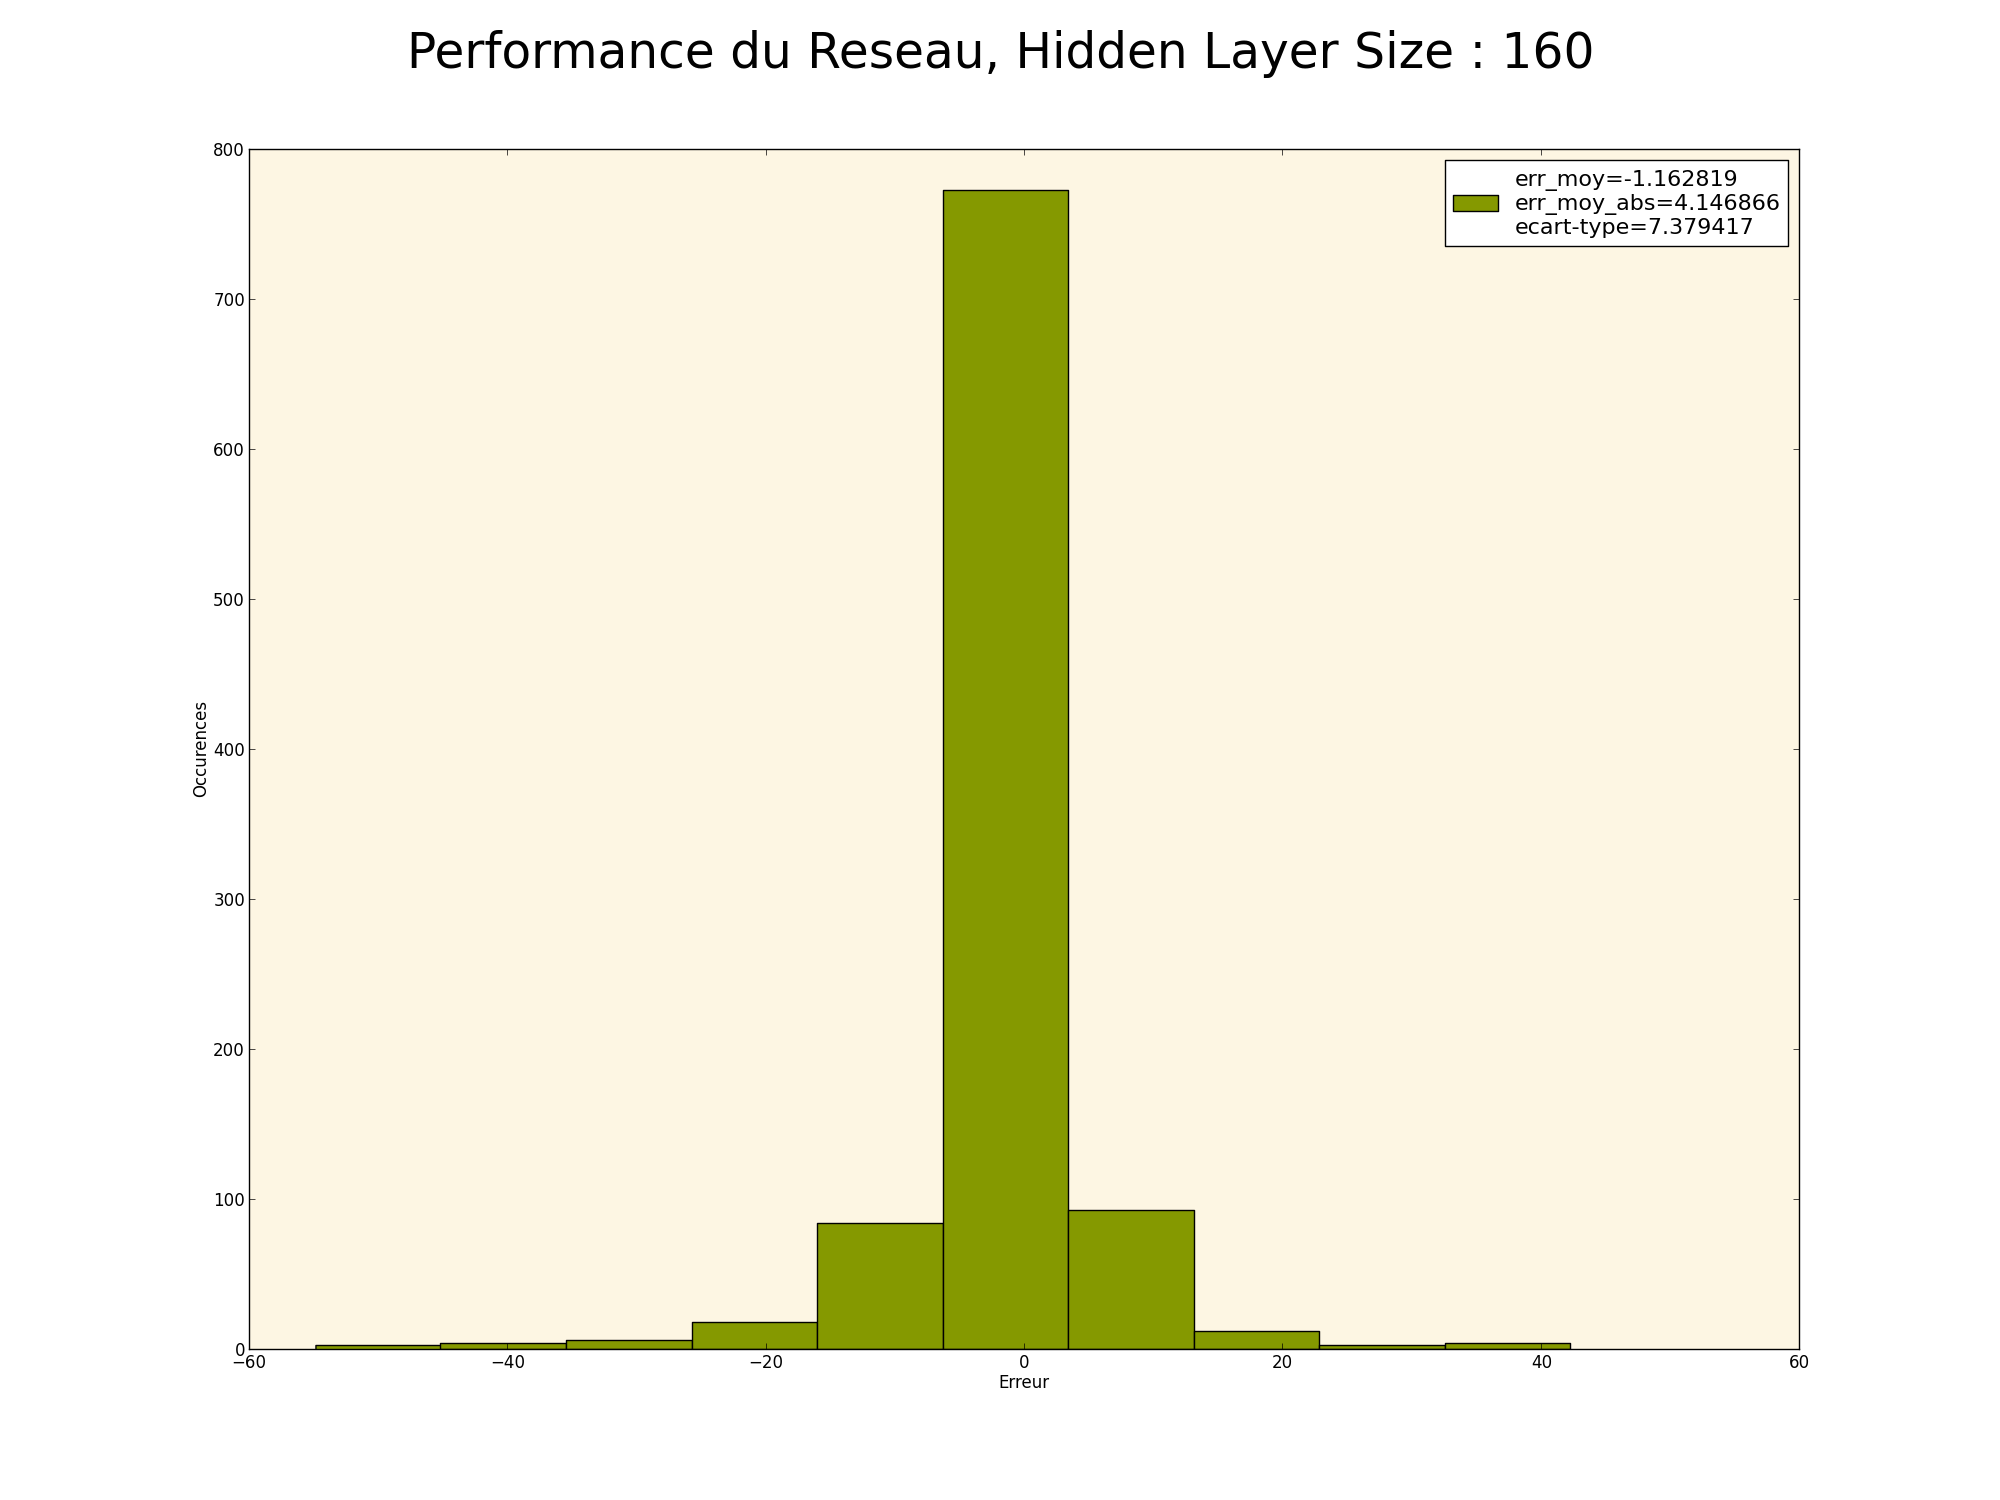 Performance du Reseau, Hidden Layer Size : 160
err_moy=-1.162819
err_moy_abs=4.146866
ecart-type=7.379417
800
700
600
500
400
300
200
100
0
Occurences
−60
−40
−20
0
20
40
60
Erreur